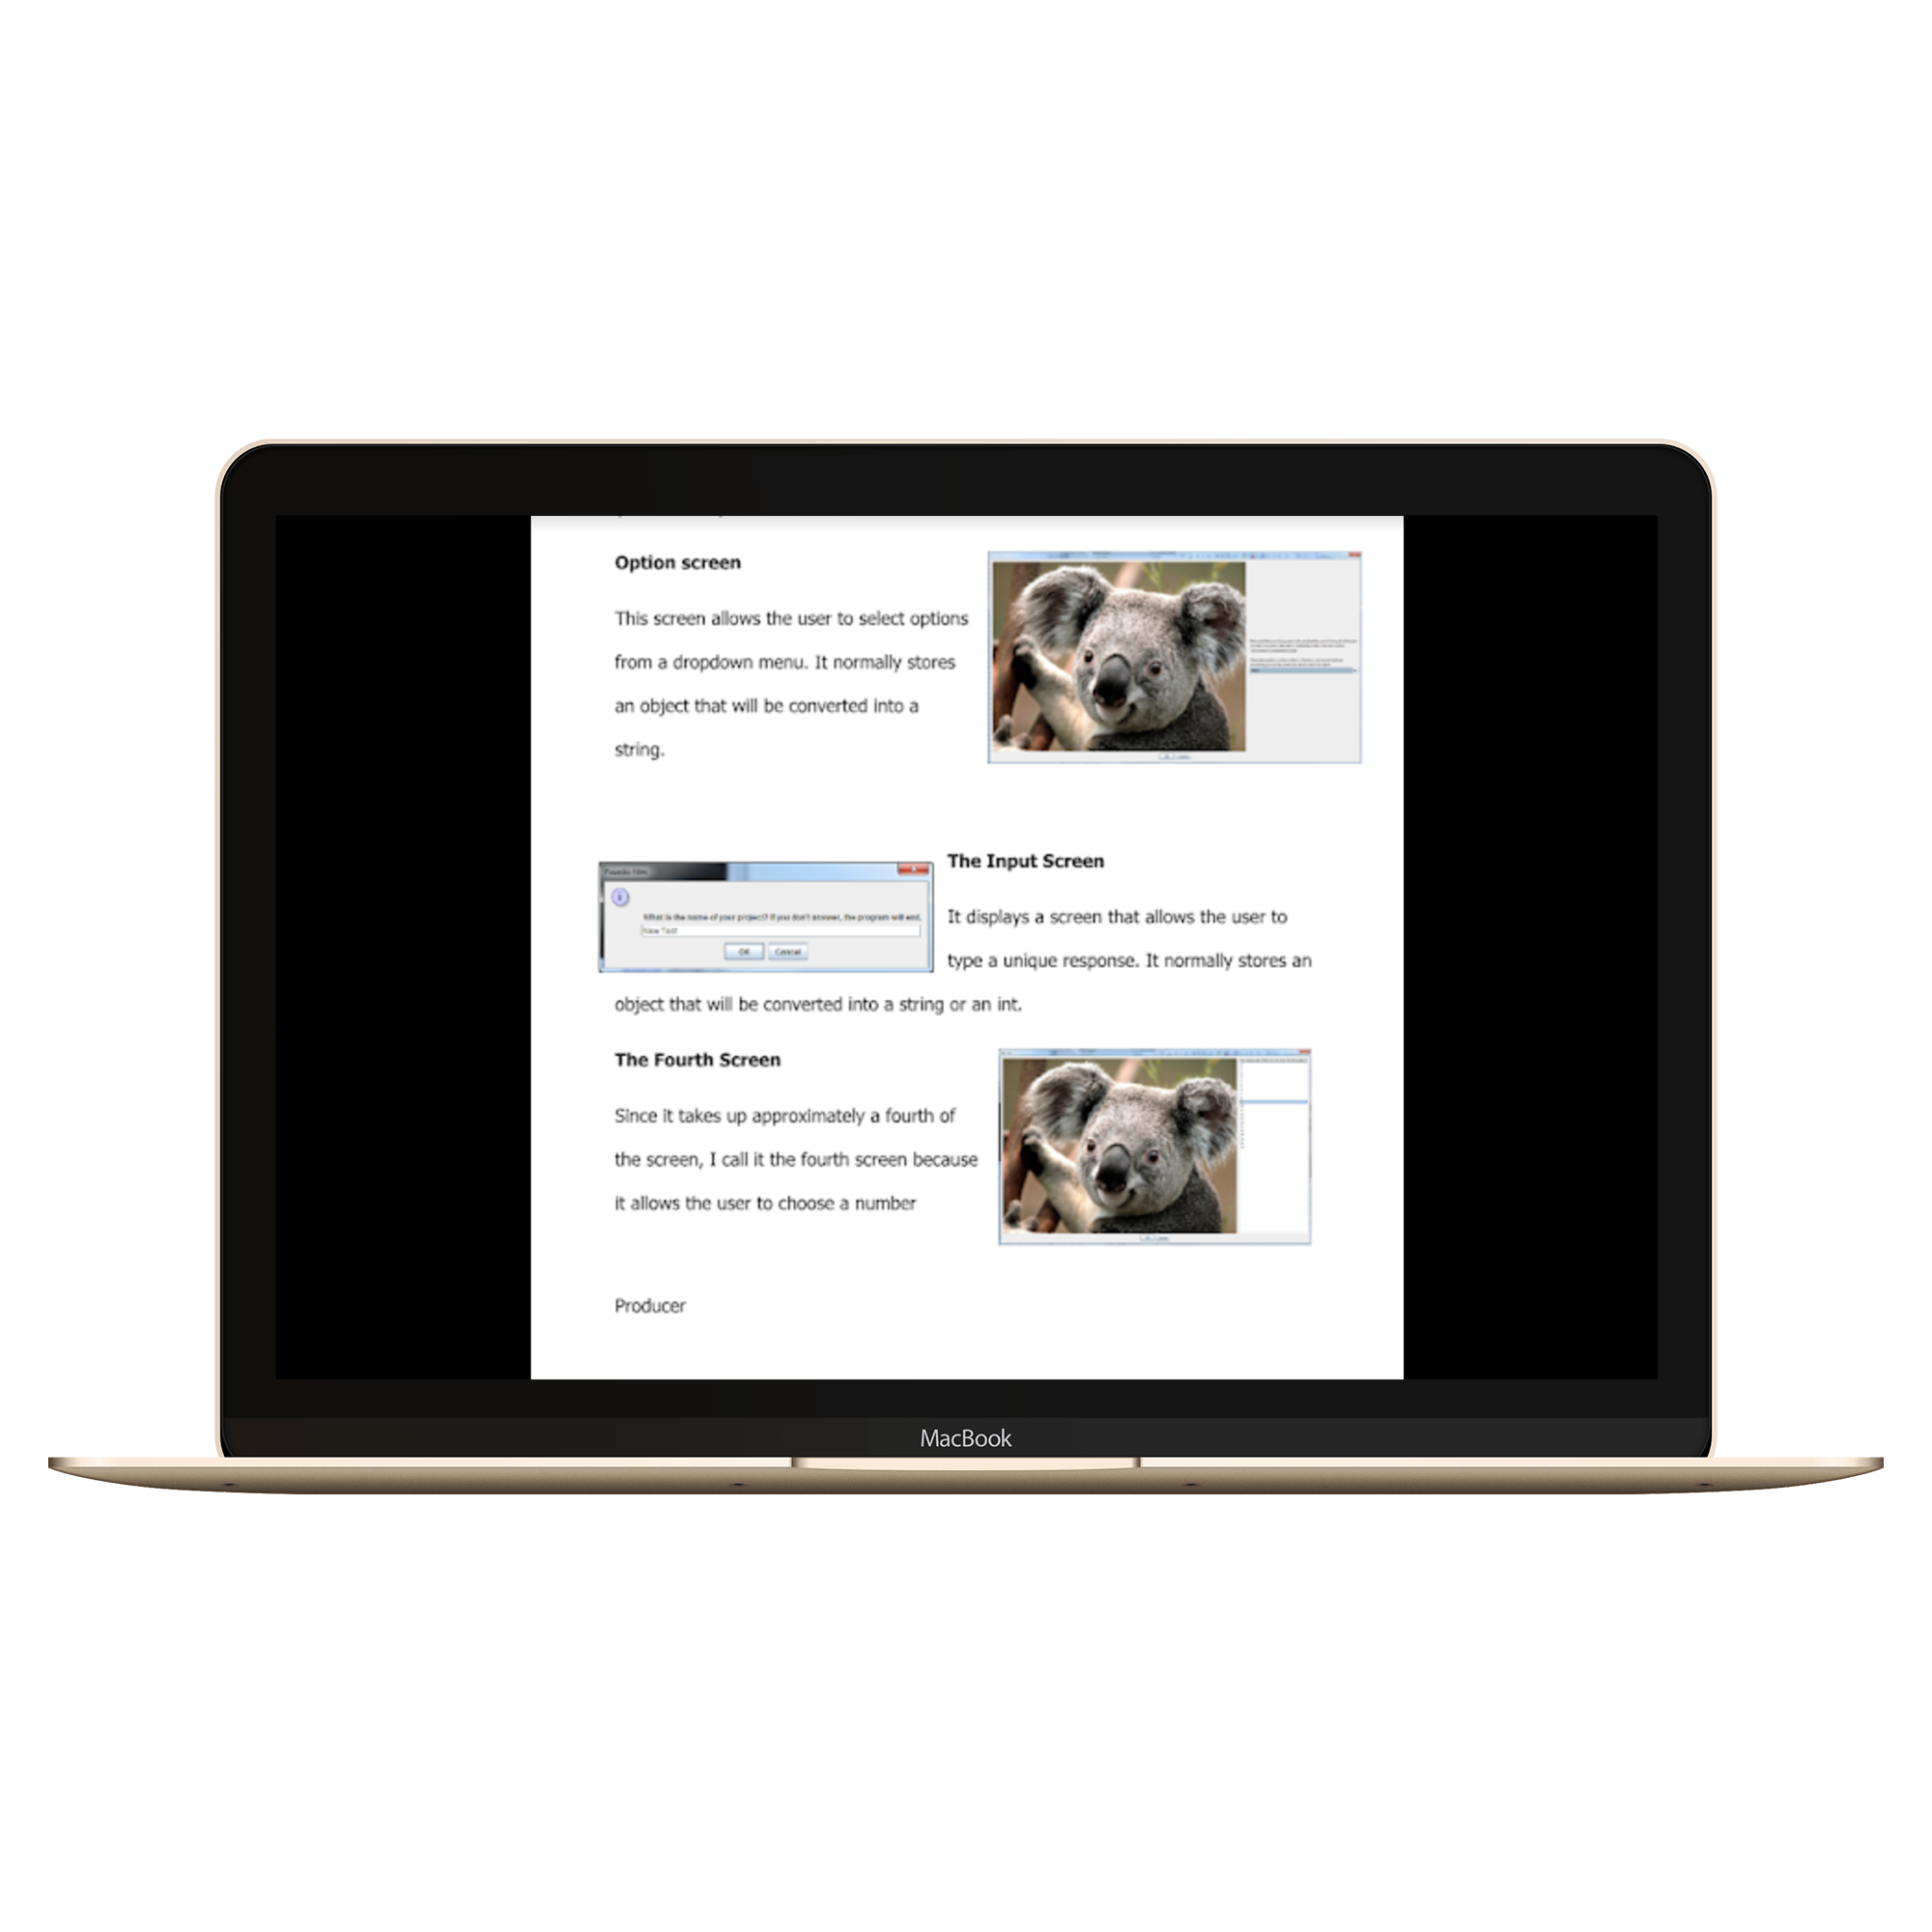 Option screen
This screen allows the user to select options
from a dropdown menu. It normally stores
an object that will be converted into a
string.
The Input Screen
What is the name of your project? If you don't answer, the program will end.
New Test
OK Cancel
It displays a screen that allows the user to
type a unique response. It normally stores an
object that will be converted into a string or an int.
The Fourth Screen
Since it takes up approximately a fourth of
the screen, I call it the fourth screen because
it allows the user to choose a number
Producer
MacBook